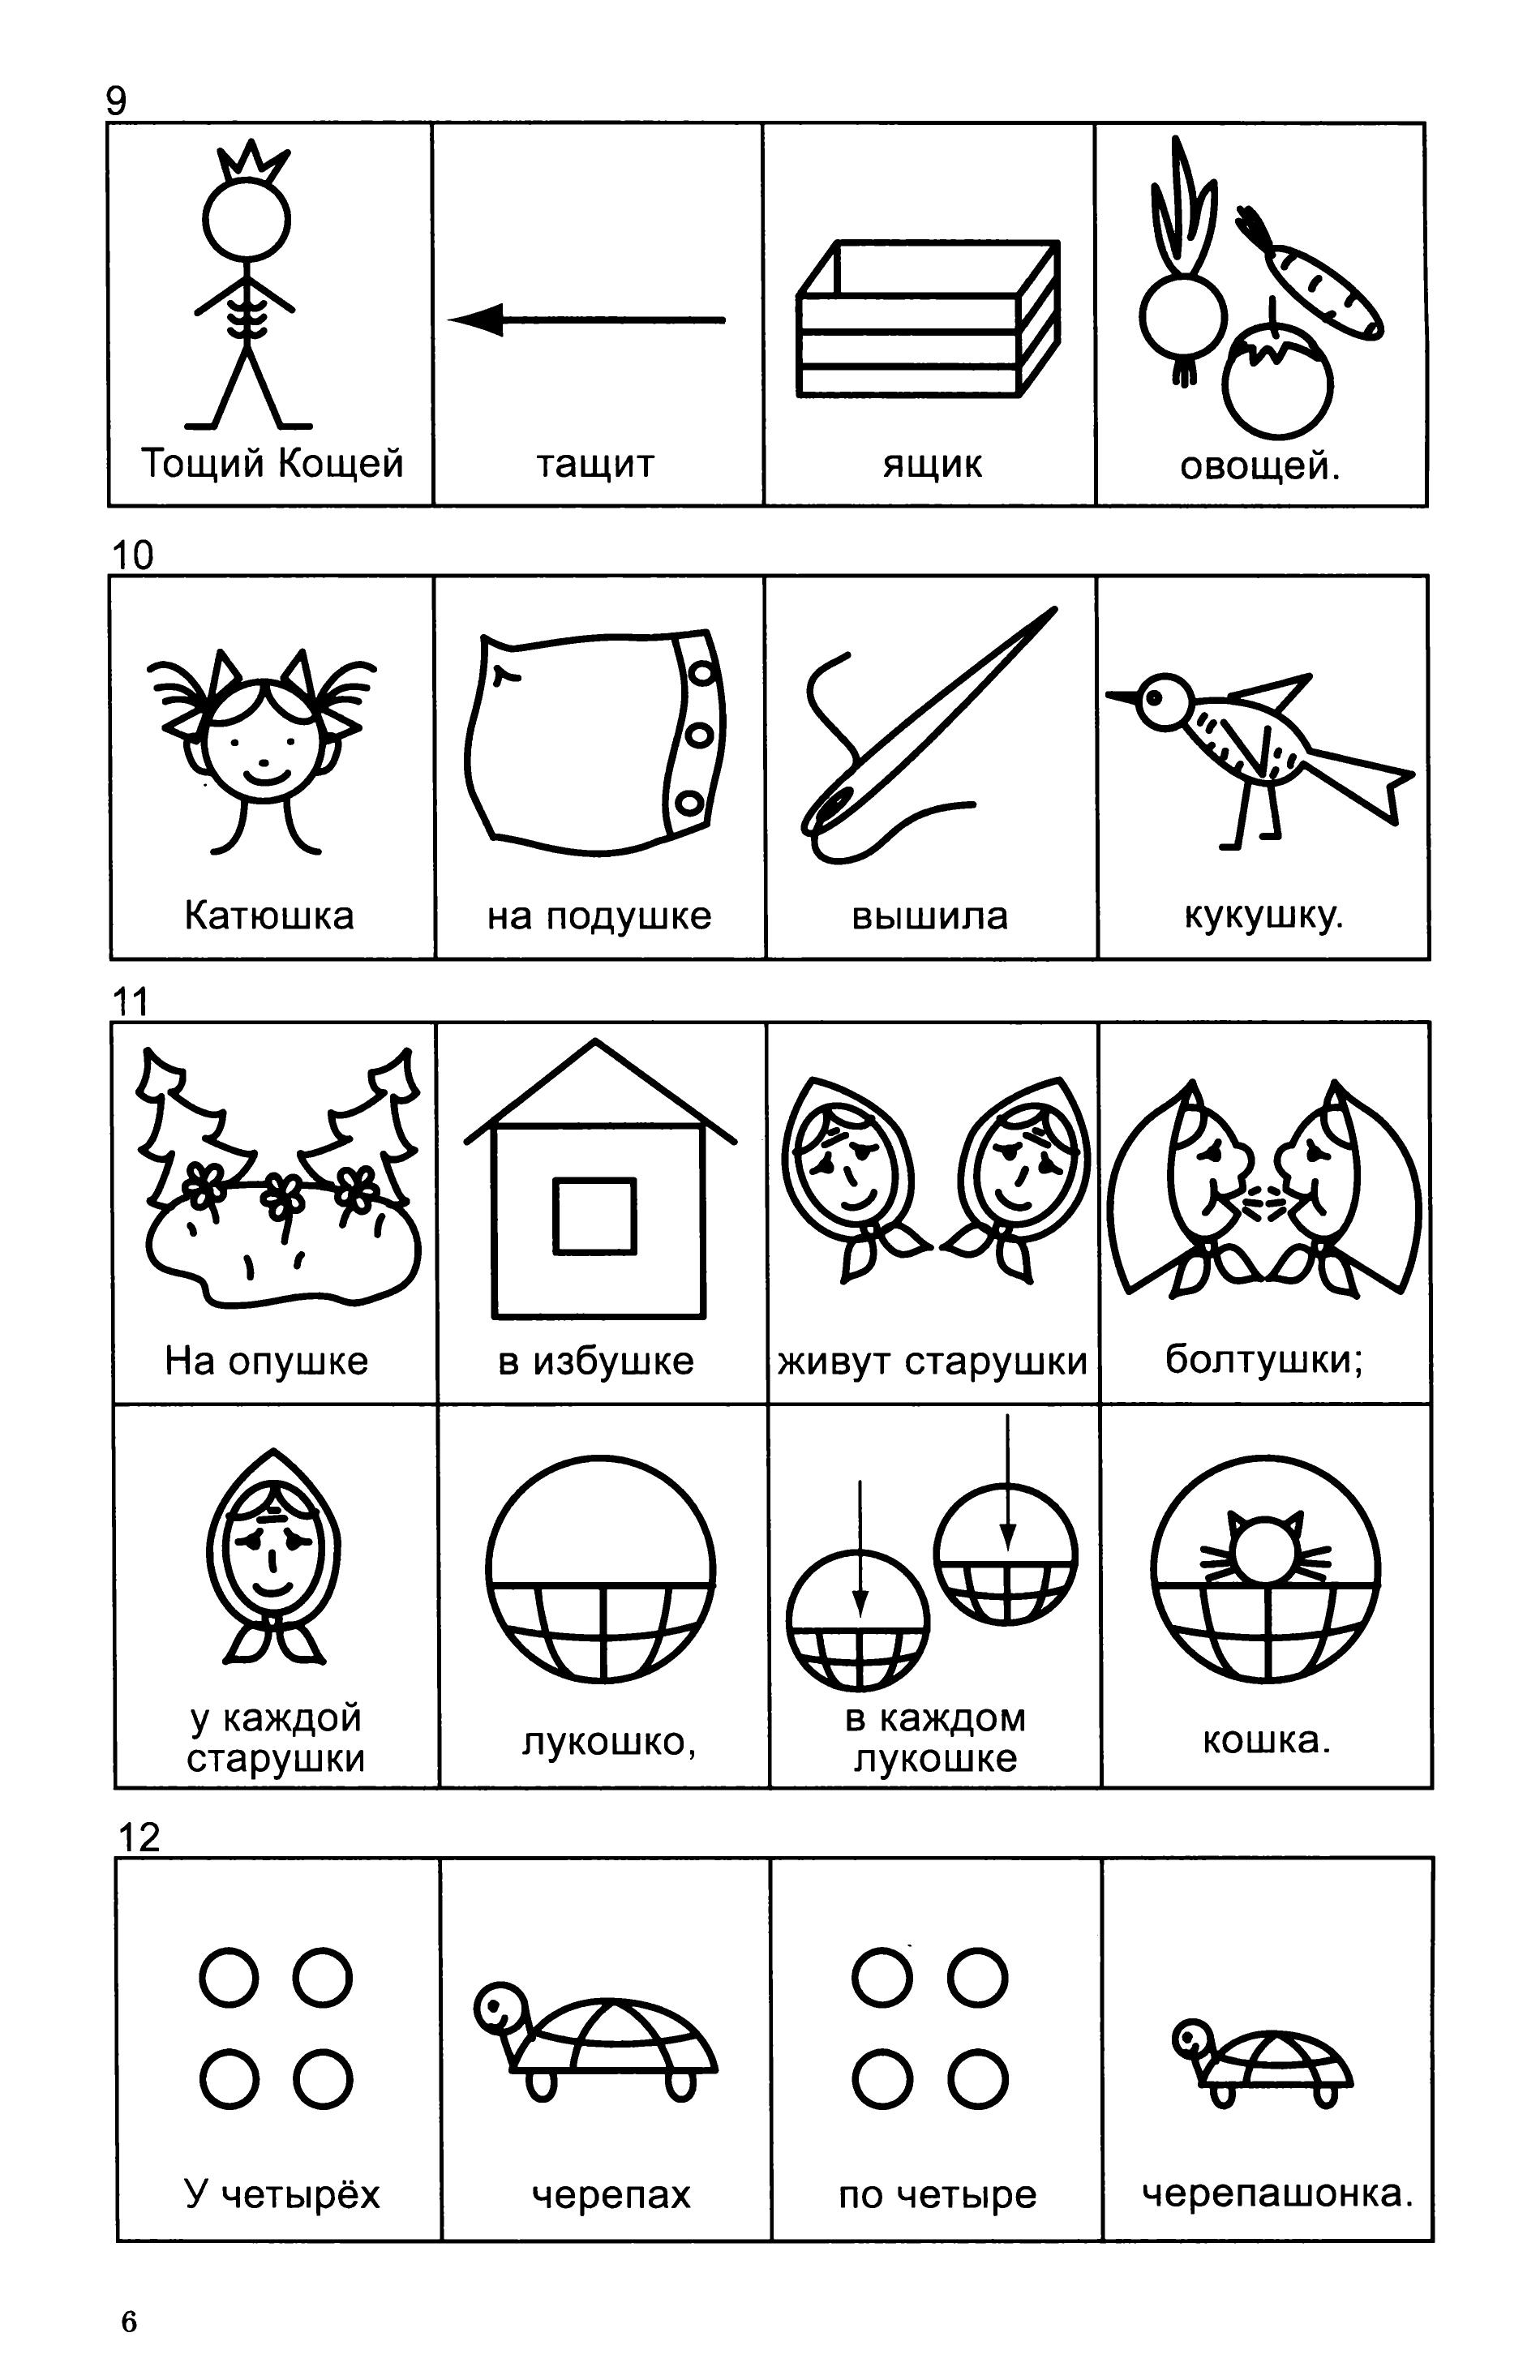 9
Тощий Кощей
тащит
ящик
овощей.
10
Катюшка
на подушке
вышила
кукушку.
11
На опушке
в избушке
живут старушки
болтушки;
у каждой
старушки
лукошко,
в каждом
лукошке
кошка.
12
У четырёх
черепах
по четыре
черепашонка.
6